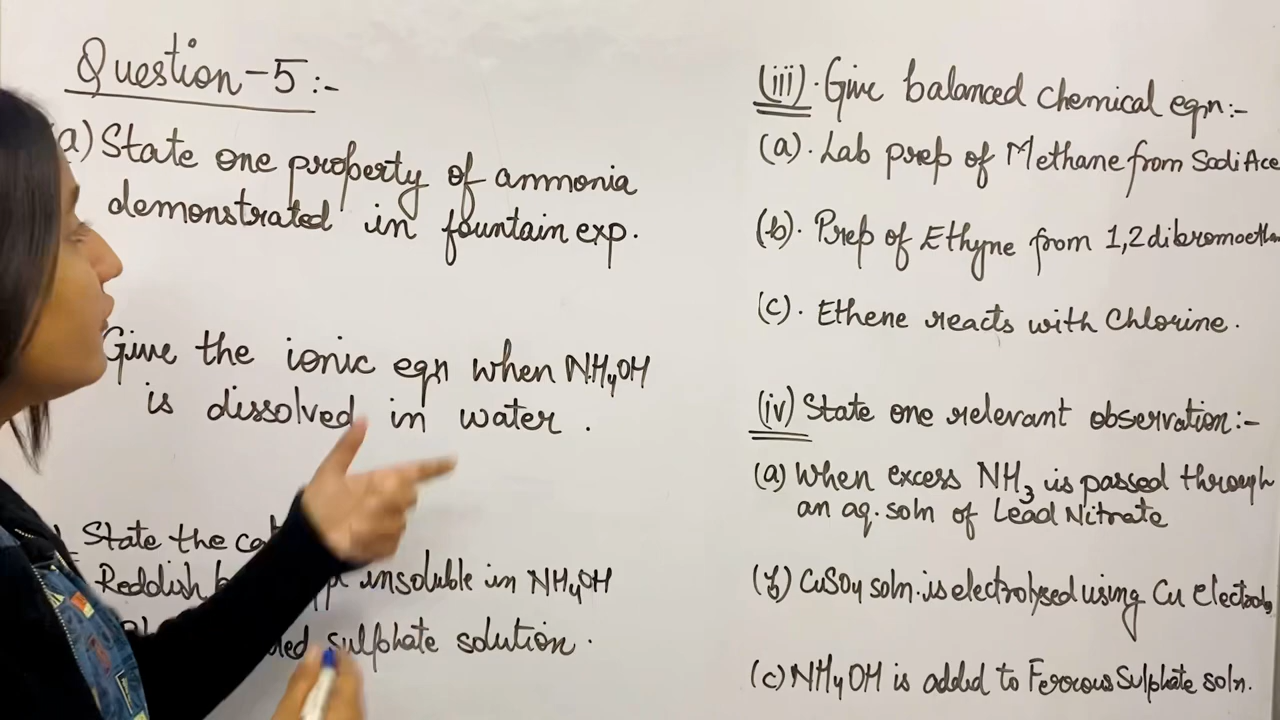 Question-5:-
a) State one property of ammonia
demonstrated in fountain exp.
Give the ionic eqn when NH4OH
is dissolved in water.
State the
Reddish insoluble in NH4OH
sulphate solution.
(iii). Give balanced chemical eqn:-
(a). Lab prep of Methane from Sodi Ace
(b). Prep of Ethyne from 1,2 dibromoethan
(c). Ethene reacts with Chlorine.
(iv) State one relevant observation:-
(a) When excess NH3 is passed through
an aq. soln of Lead Nitrate
(b) CuSO4 soln. is electrolysed using Cu Electrods
(c) NH4OH is added to Ferrous Sulphate soln.